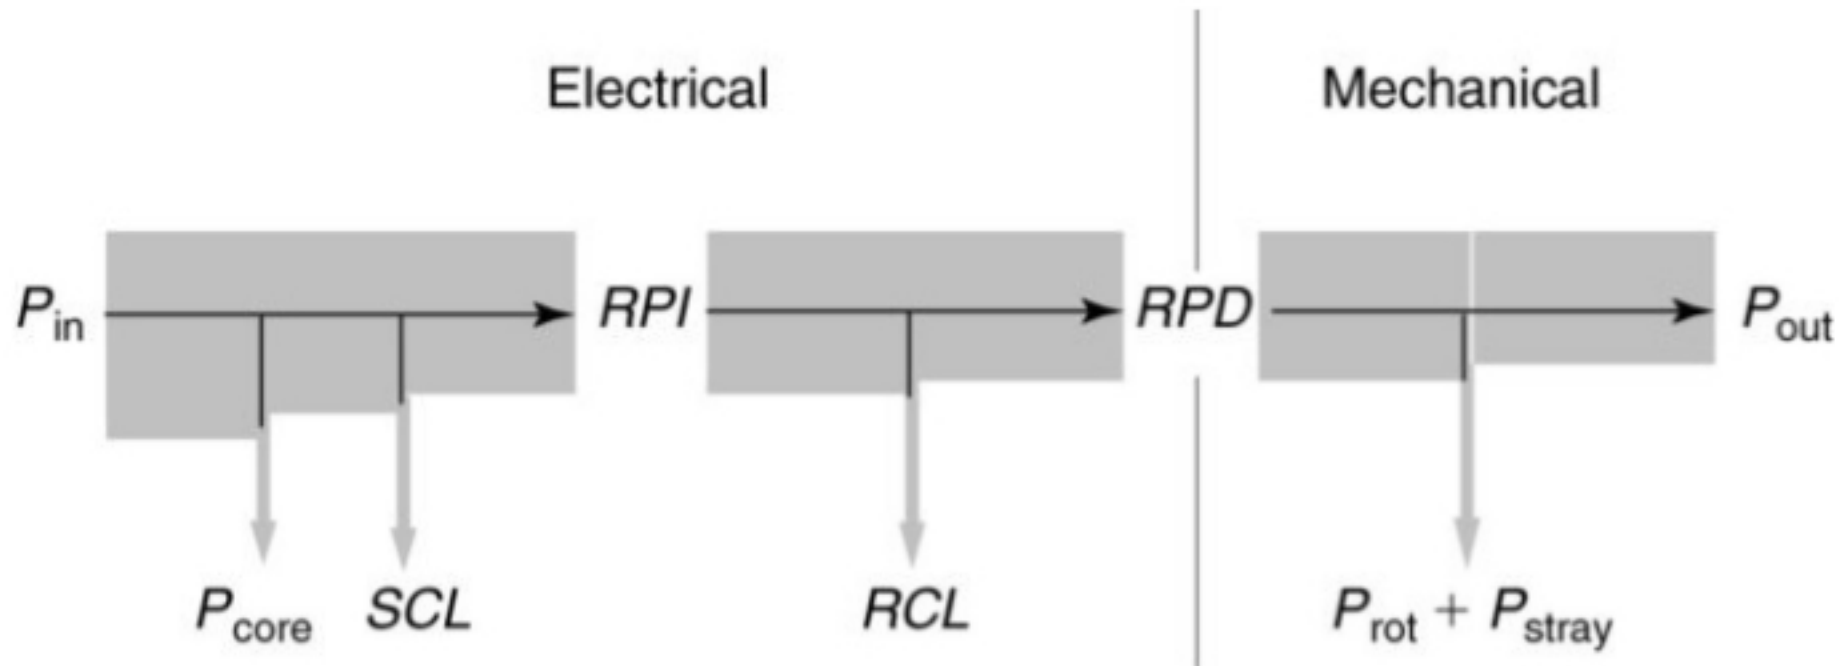 Electrical Mechanical
Pin RPI RPD Pout
Pcore SCL RCL Prot + Pstray